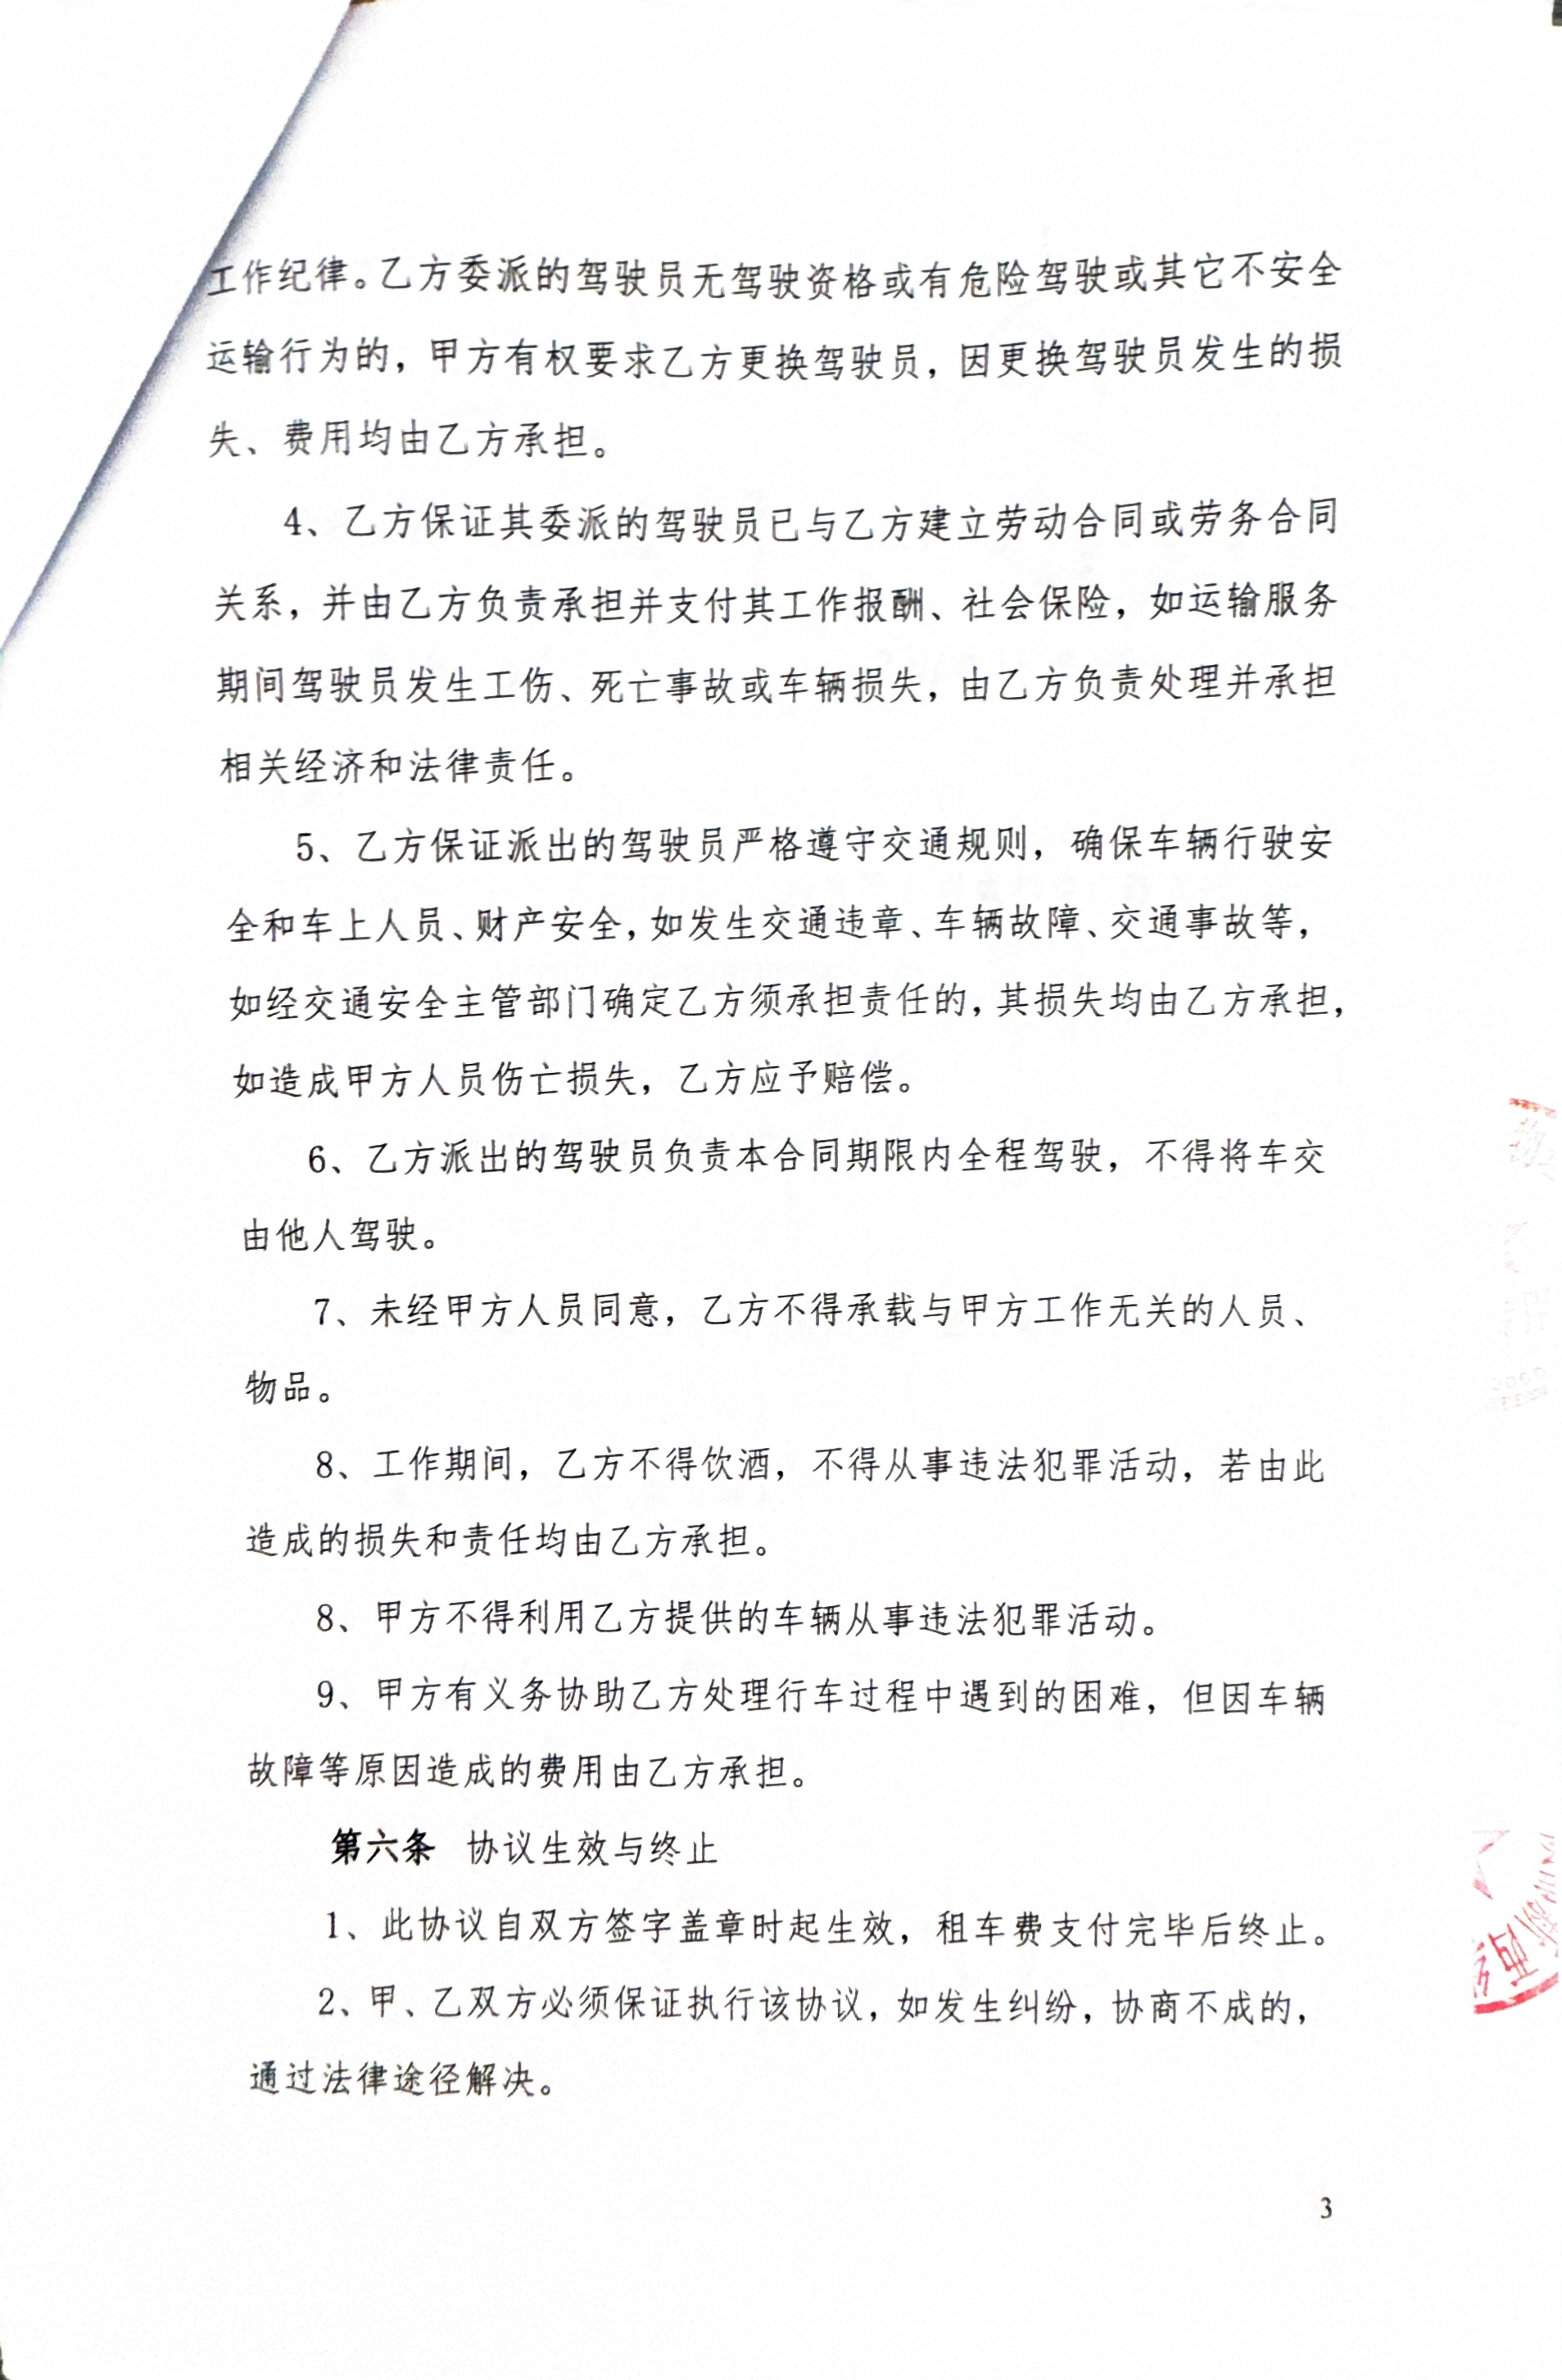 工作纪律。乙方委派的驾驶员无驾驶资格或有危险驾驶或其它不安全
运输行为的，甲方有权要求乙方更换驾驶员，因更换驾驶员发生的损
失、费用均由乙方承担。
4、乙方保证其委派的驾驶员已与乙方建立劳动合同或劳务合同
关系，并由乙方负责承担并支付其工作报酬、社会保险，如运输服务
期间驾驶员发生工伤、死亡事故或车辆损失，由乙方负责处理并承担
相关经济和法律责任。
5、乙方保证派出的驾驶员严格遵守交通规则，确保车辆行驶安
全和车上人员、财产安全，如发生交通违章、车辆故障、交通事故等，
如经交通安全主管部门确定乙方须承担责任的，其损失均由乙方承担，
如造成甲方人员伤亡损失，乙方应予赔偿。
6、乙方派出的驾驶员负责本合同期限内全程驾驶，不得将车交
由他人驾驶。
7、未经甲方人员同意，乙方不得承载与甲方工作无关的人员、
物品。
8、工作期间，乙方不得饮酒，不得从事违法犯罪活动，若由此
造成的损失和责任均由乙方承担。
8、甲方不得利用乙方提供的车辆从事违法犯罪活动。
9、甲方有义务协助乙方处理行车过程中遇到的困难，但因车辆
故障等原因造成的费用由乙方承担。
第六条 协议生效与终止
1、此协议自双方签字盖章时起生效，租车费支付完毕后终止。
2、甲、乙双方必须保证执行该协议，如发生纠纷，协商不成的，
通过法律途径解决。
3